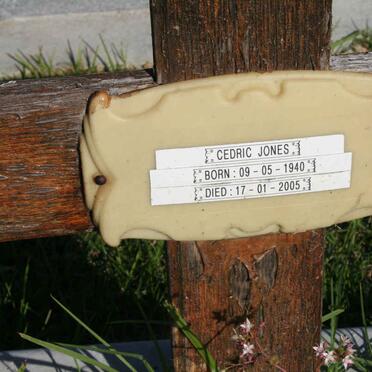 CEDRIC JONES
BORN : 09 - 05 - 1940
DIED : 17 - 01 - 2005